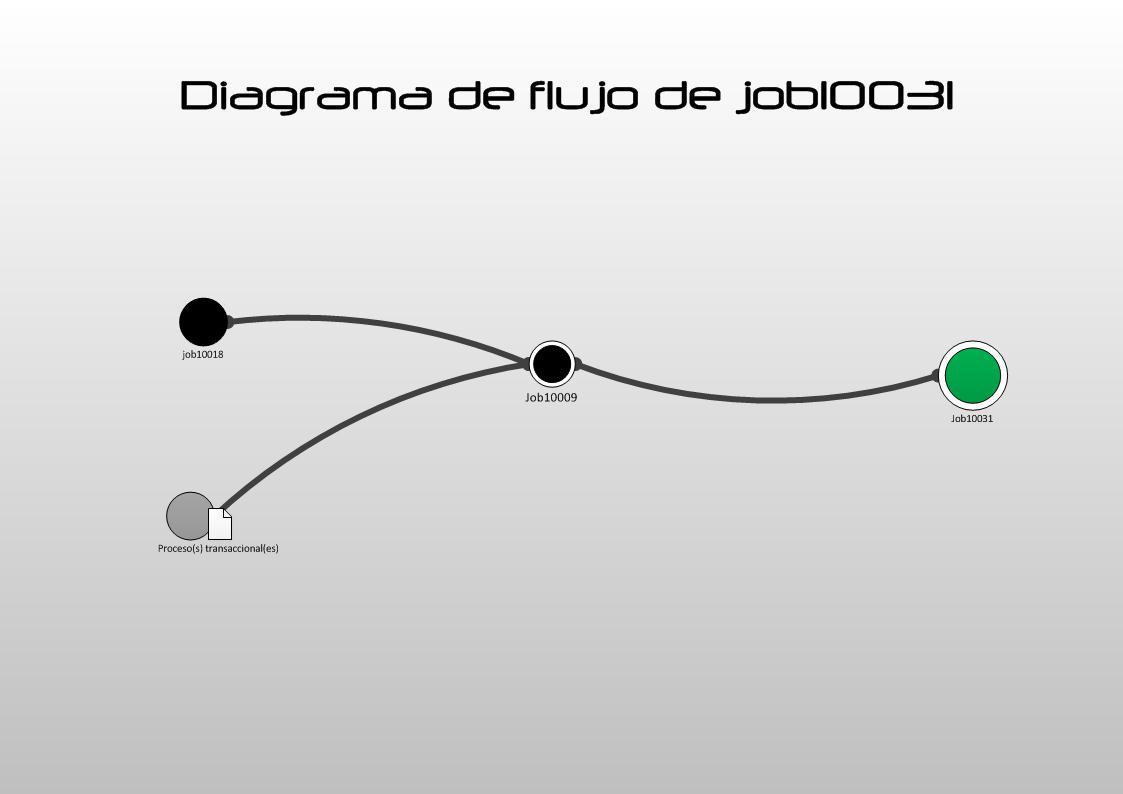 Diagrama de flujo de job10031
job10018
Job10009
Job10031
Proceso(s) transaccional(es)